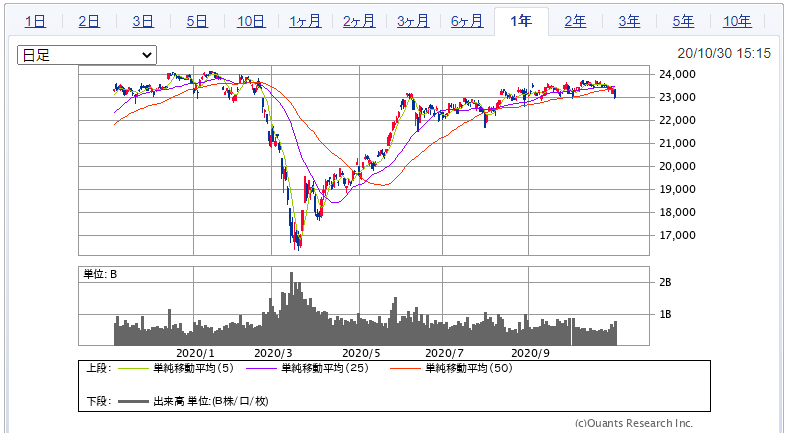 1日 2日 3日 5日 10日 1ヶ月 2ヶ月 3ヶ月 6ヶ月 1年 2年 3年 5年 10年
日足
20/10/30 15:15
24,000
23,000
22,000
21,000
20,000
19,000
18,000
17,000
単位: B
2B
1B
2020/1 2020/3 2020/5 2020/7 2020/9
上段: 単純移動平均(5) 単純移動平均(25) 単純移動平均(50)
下段: 出来高 単位:(B株/口/枚)
(c)Quants Research Inc.